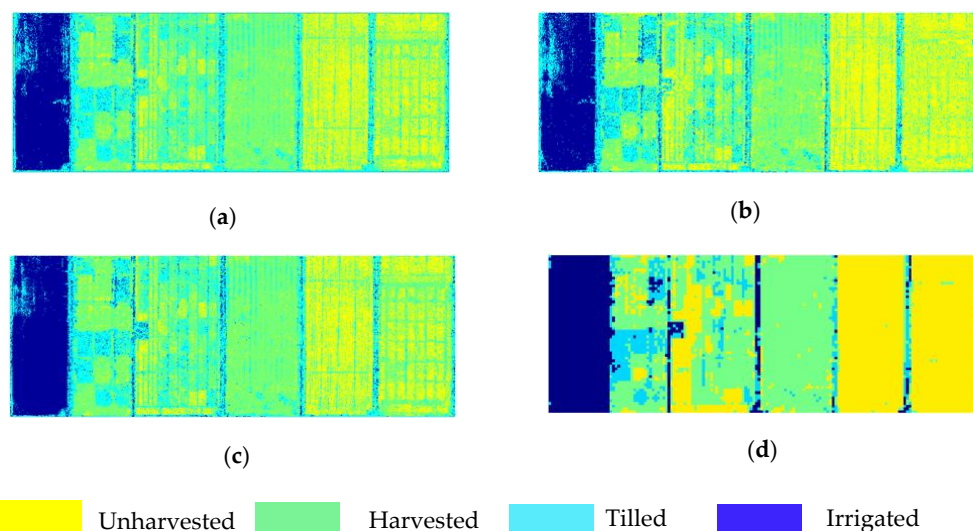 (a)
(b)
(c)
(d)
Unharvested
Harvested
Tilled
Irrigated